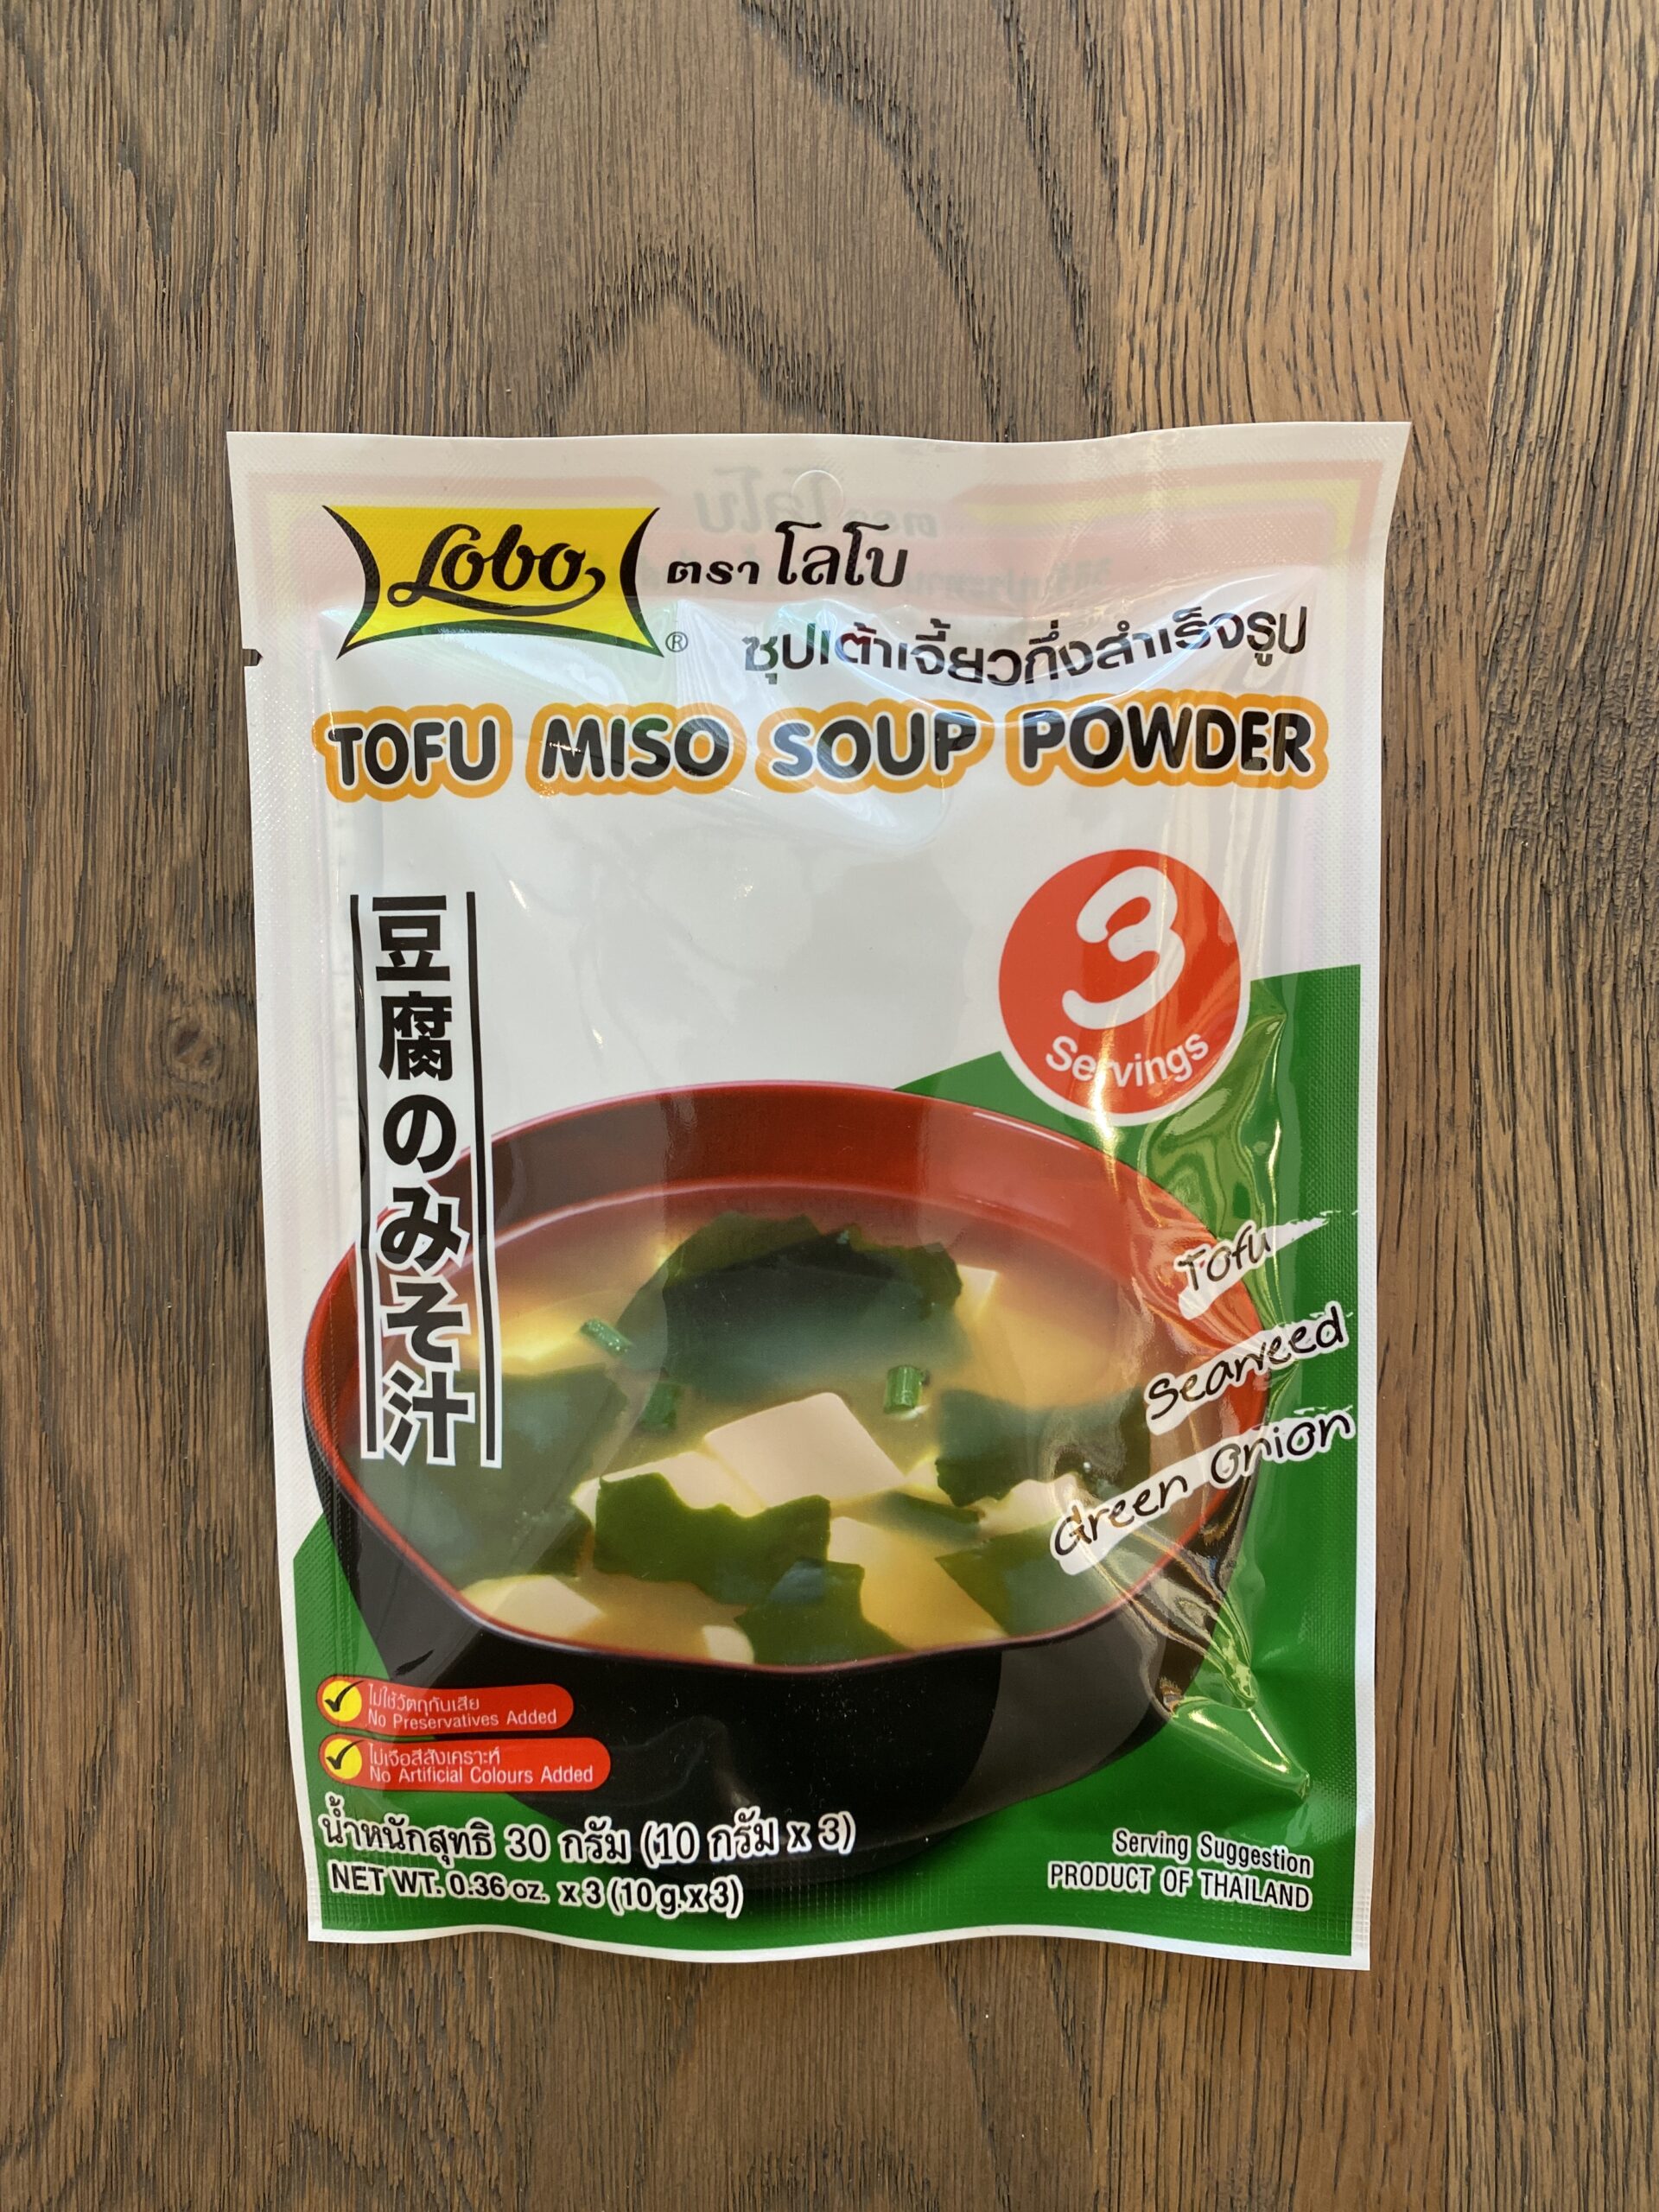 Lobo
®
ตรา โลโบ
ซุปเต้าเจี้ยวกึ่งสำเร็จรูป
TOFU MISO SOUP POWDER
豆腐のみそ汁
3
Servings
Tofu
Seaweed
Green Onion
ไม่ใช้วัตถุกันเสีย
No Preservatives Added
ไม่เจือสีสังเคราะห์
No Artificial Colours Added
น้ำหนักสุทธิ 30 กรัม (10 กรัม x 3)
NET WT. 0.36 oz. x 3 (10 g. x 3)
Serving Suggestion
PRODUCT OF THAILAND